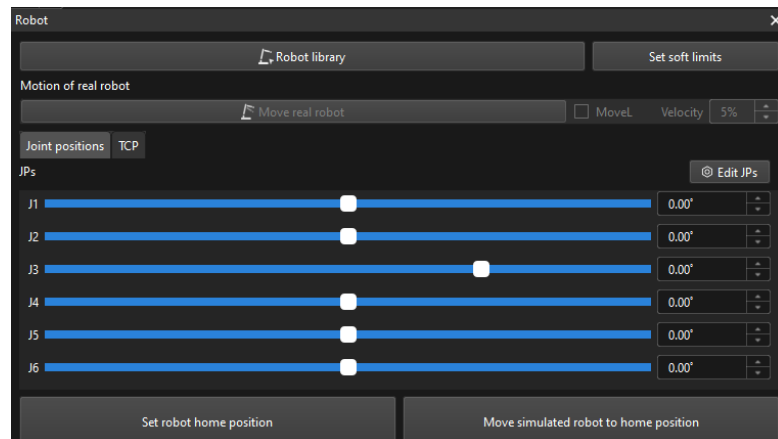 Robot
Robot library
Set soft limits
Motion of real robot
Move real robot
MoveL
Velocity
5%
Joint positions
TCP
JPs
Edit JPs
J1
0.00°
J2
0.00°
J3
0.00°
J4
0.00°
J5
0.00°
J6
0.00°
Set robot home position
Move simulated robot to home position